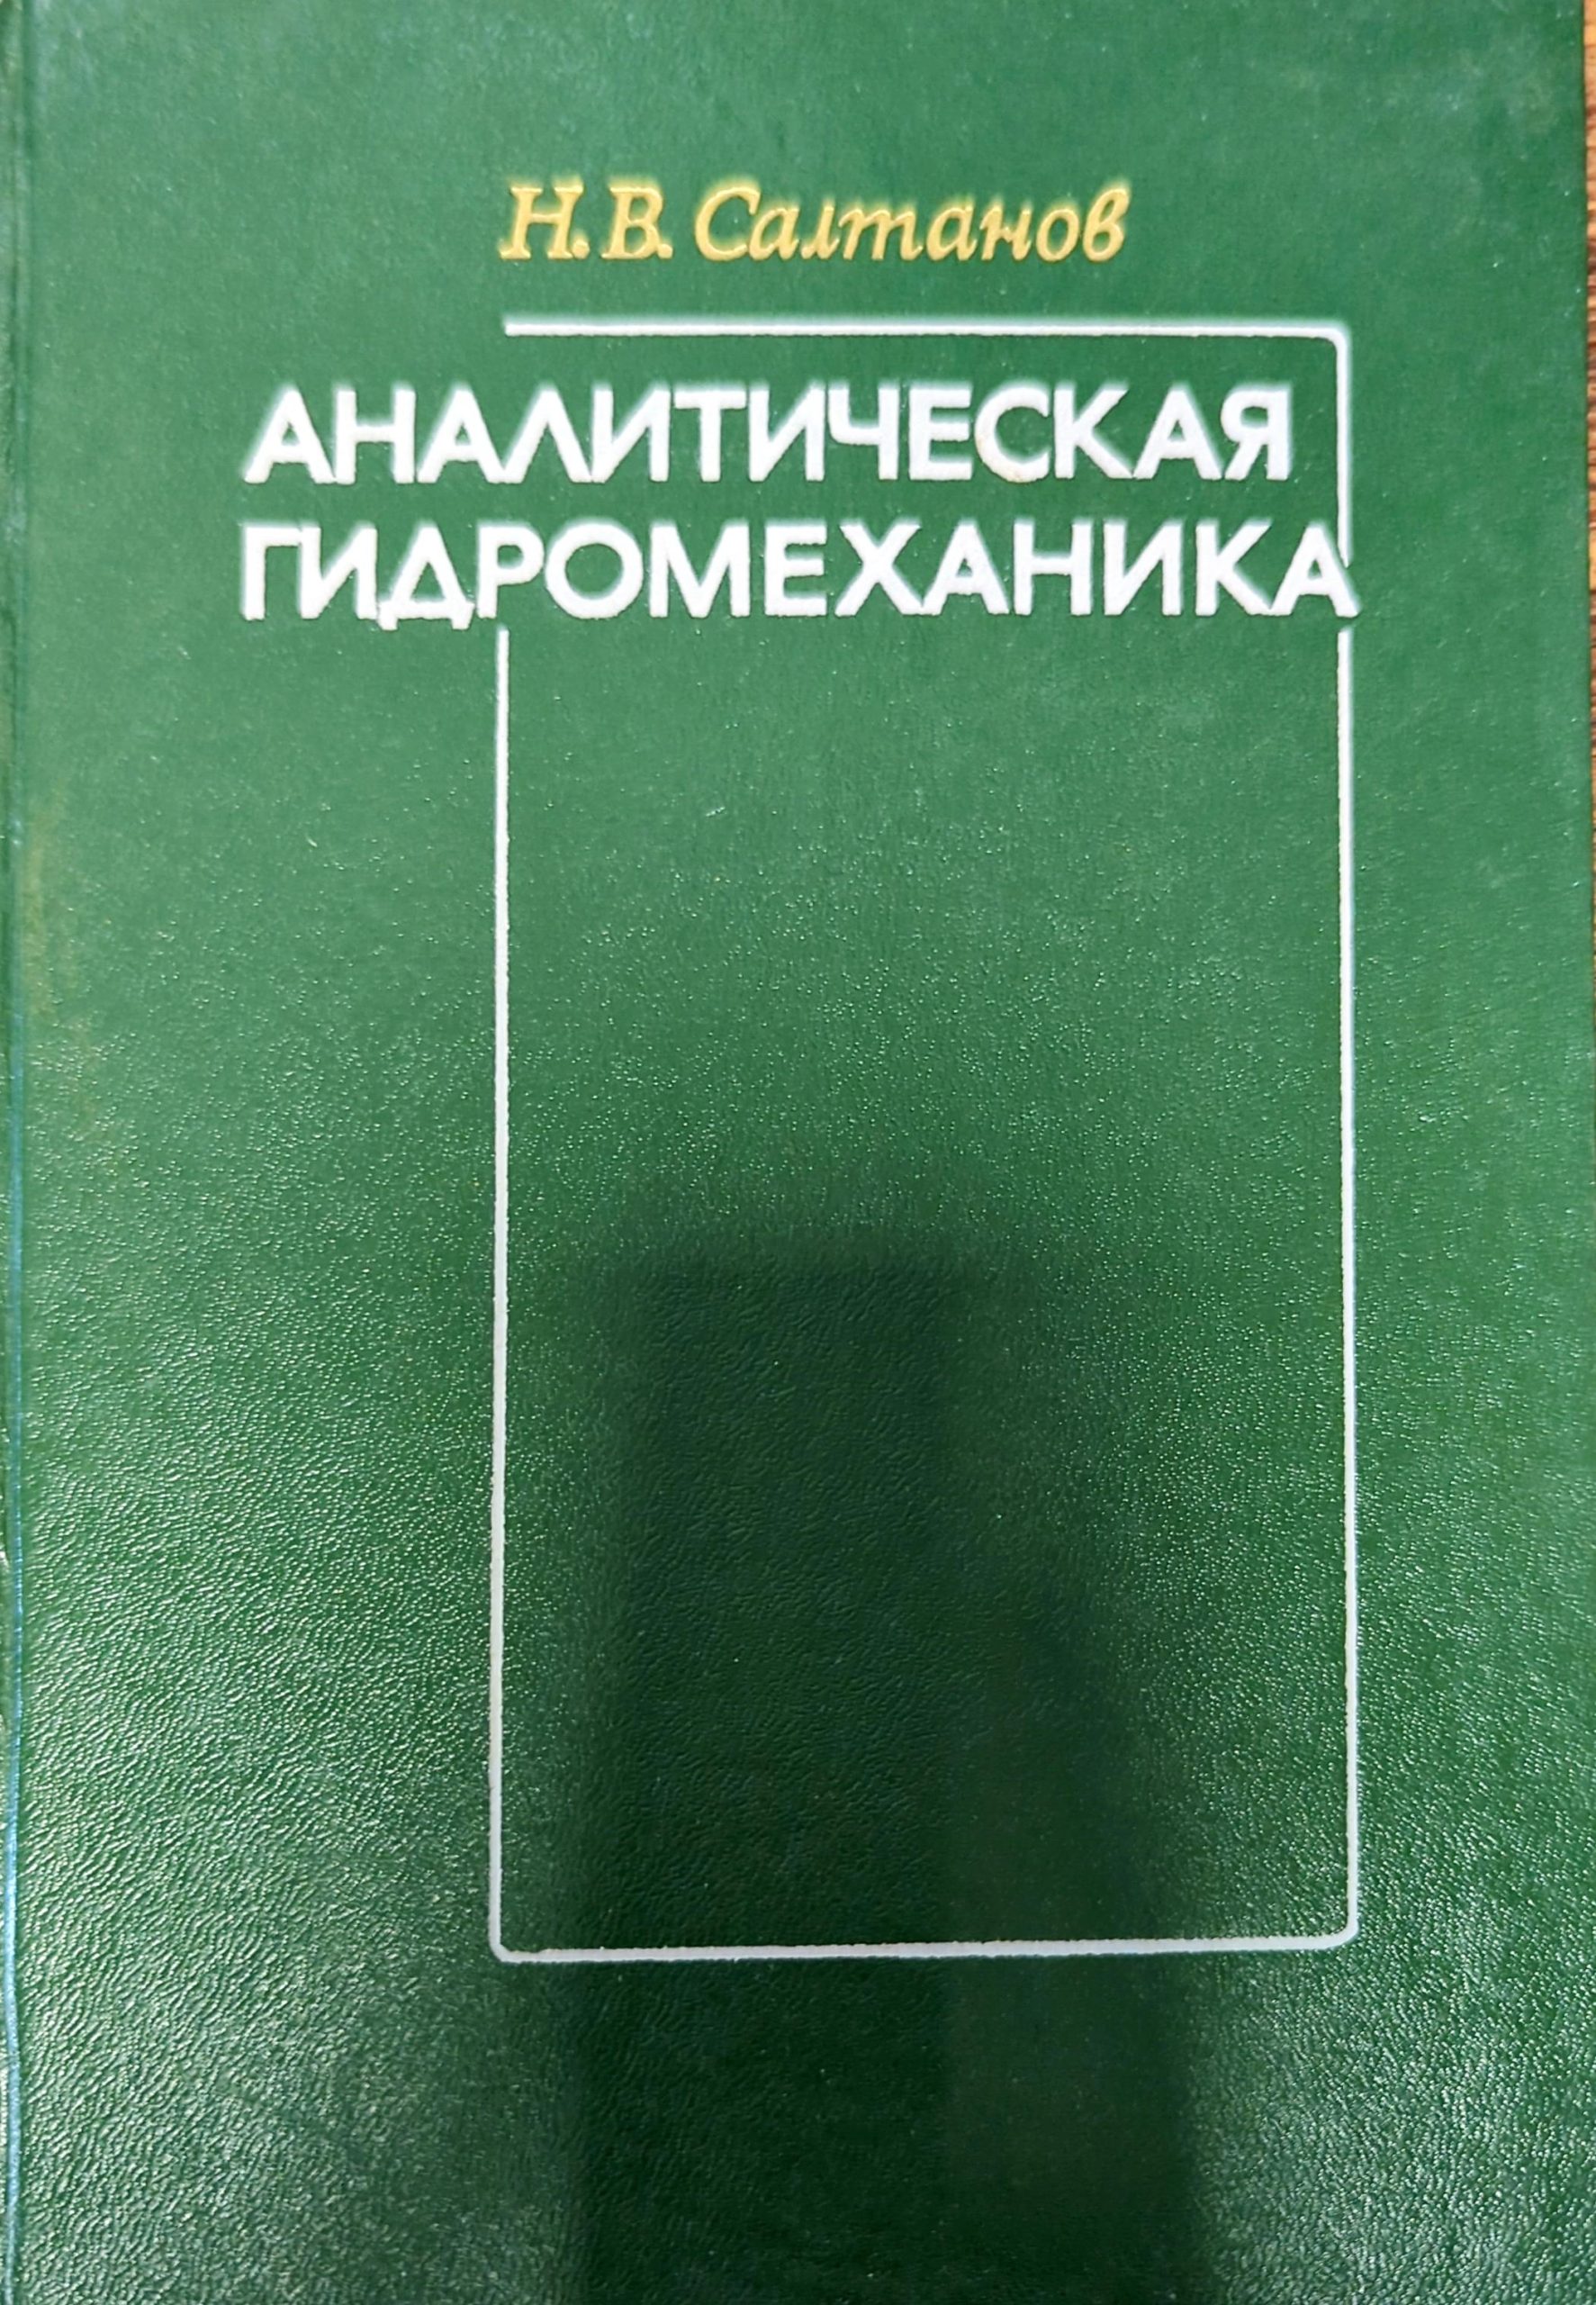 Н. В. Салтанов
АНАЛИТИЧЕСКАЯ
ГИДРОМЕХАНИКА